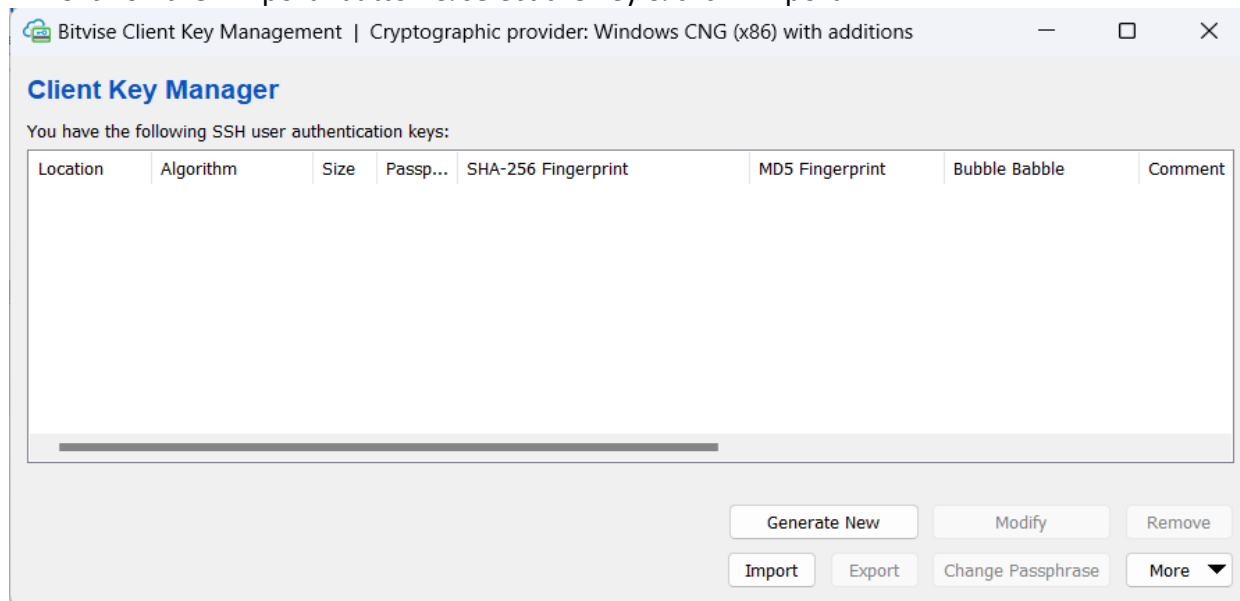 Bitvise Client Key Management | Cryptographic provider: Windows CNG (x86) with additions
Client Key Manager
You have the following SSH user authentication keys:
Location Algorithm Size Passp... SHA-256 Fingerprint MD5 Fingerprint Bubble Babble Comment
Generate New Modify Remove
Import Export Change Passphrase More